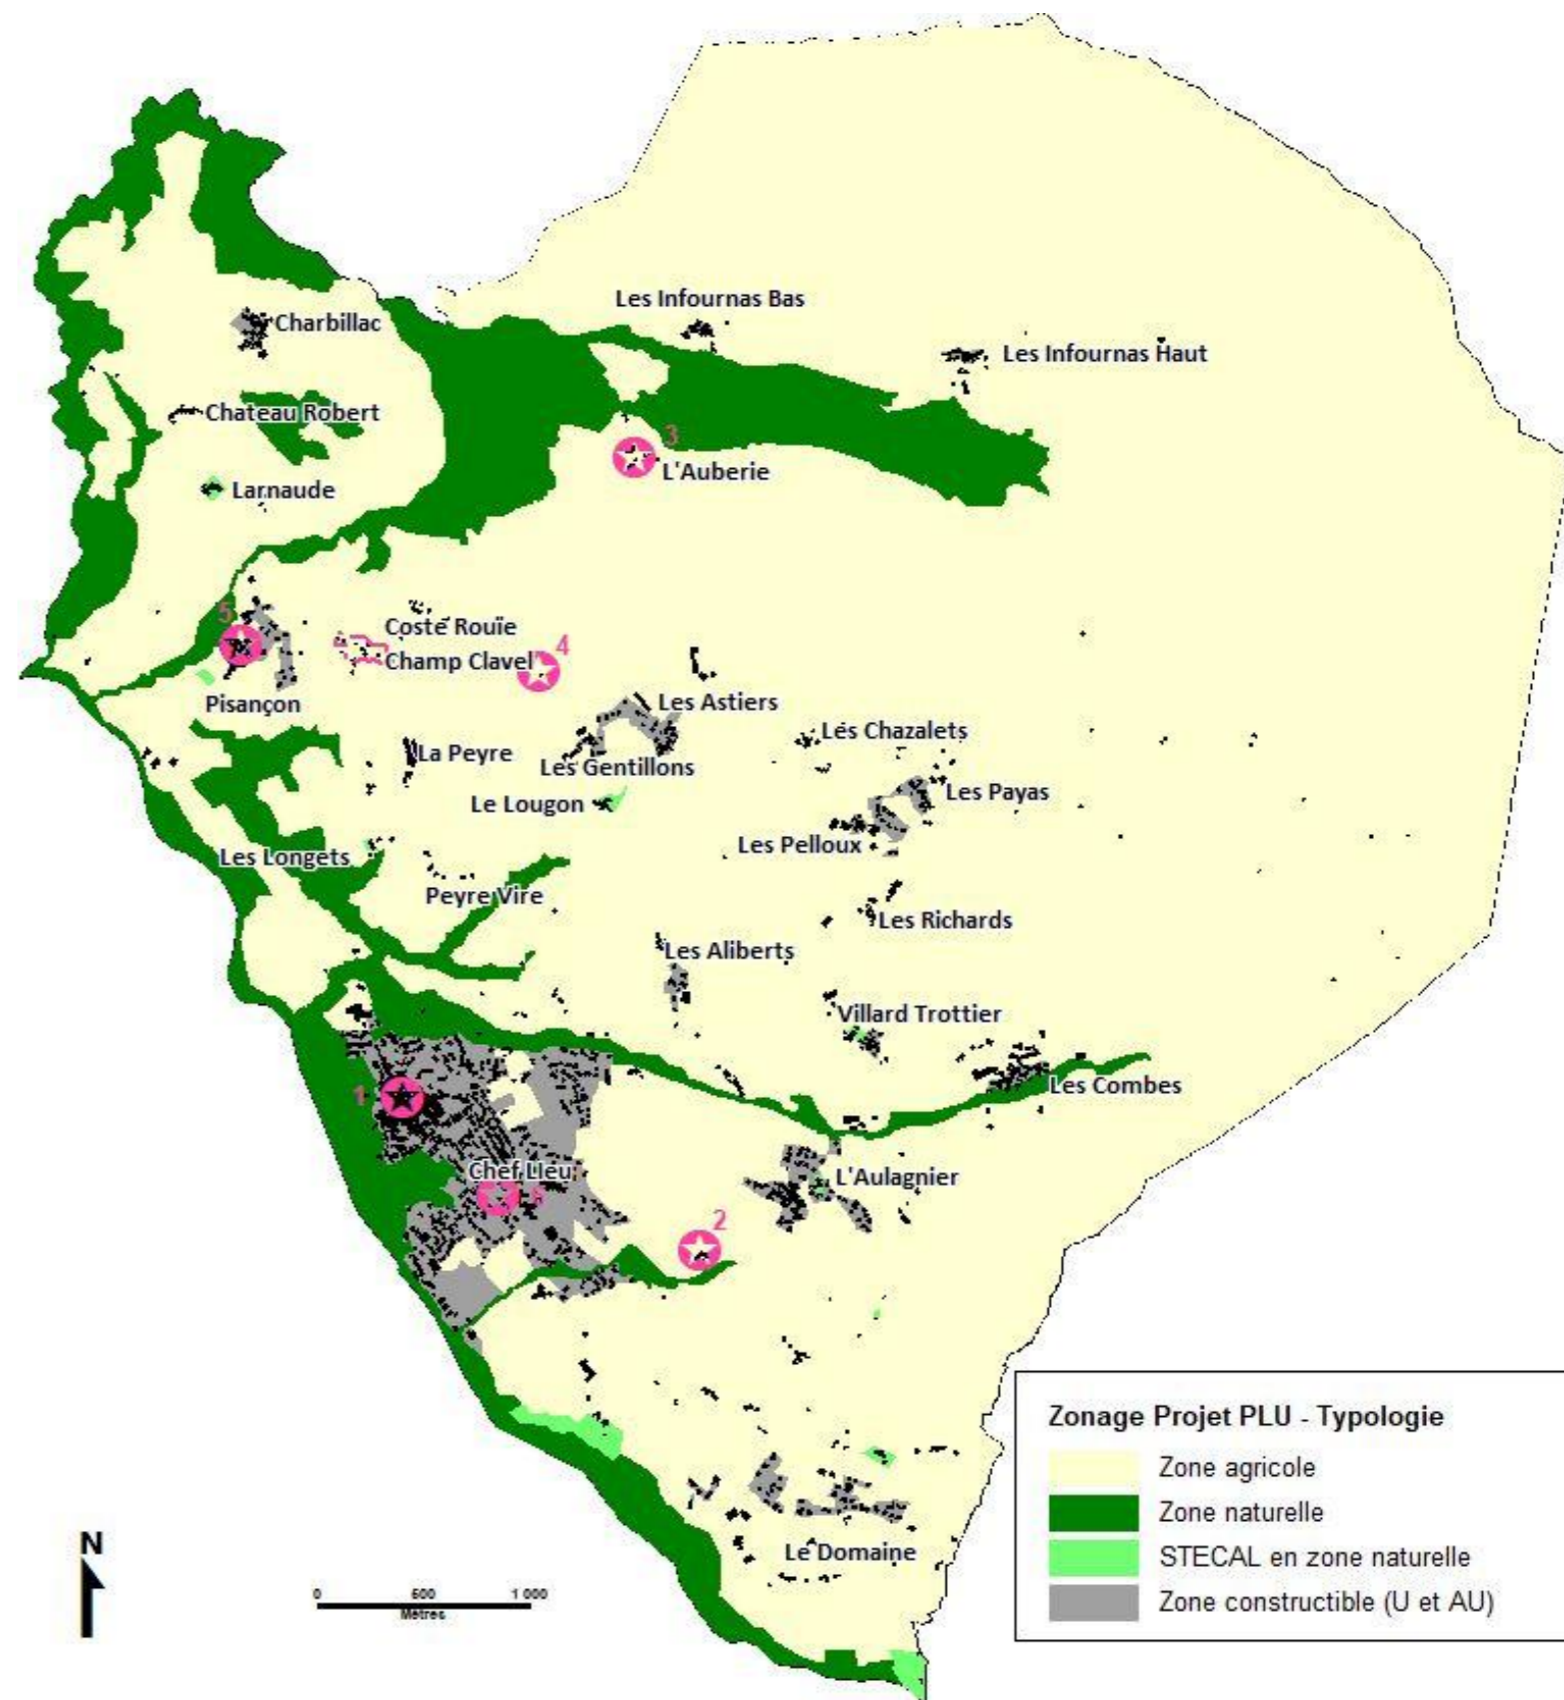 Les Infournas Bas
Charbillac
Les Infournas Haut
Chateau Robert
3
L'Auberie
Larnaude
5
Coste Rouïe
4
Champ Clavel
Pisançon
Les Astiers
Les Chazalets
La Peyre
Les Gentillons
Les Payas
Le Lougon
Les Pelloux
Les Longets
Peyre Vire
Les Richards
Les Aliberts
Villard Trottier
Les Combes
1
Chef Lieu
L'Aulagnier
2
Zonage Projet PLU - Typologie
Zone agricole
Zone naturelle
STECAL en zone naturelle
Zone constructible (U et AU)
Le Domaine
N
0 500 1 000
Mètres